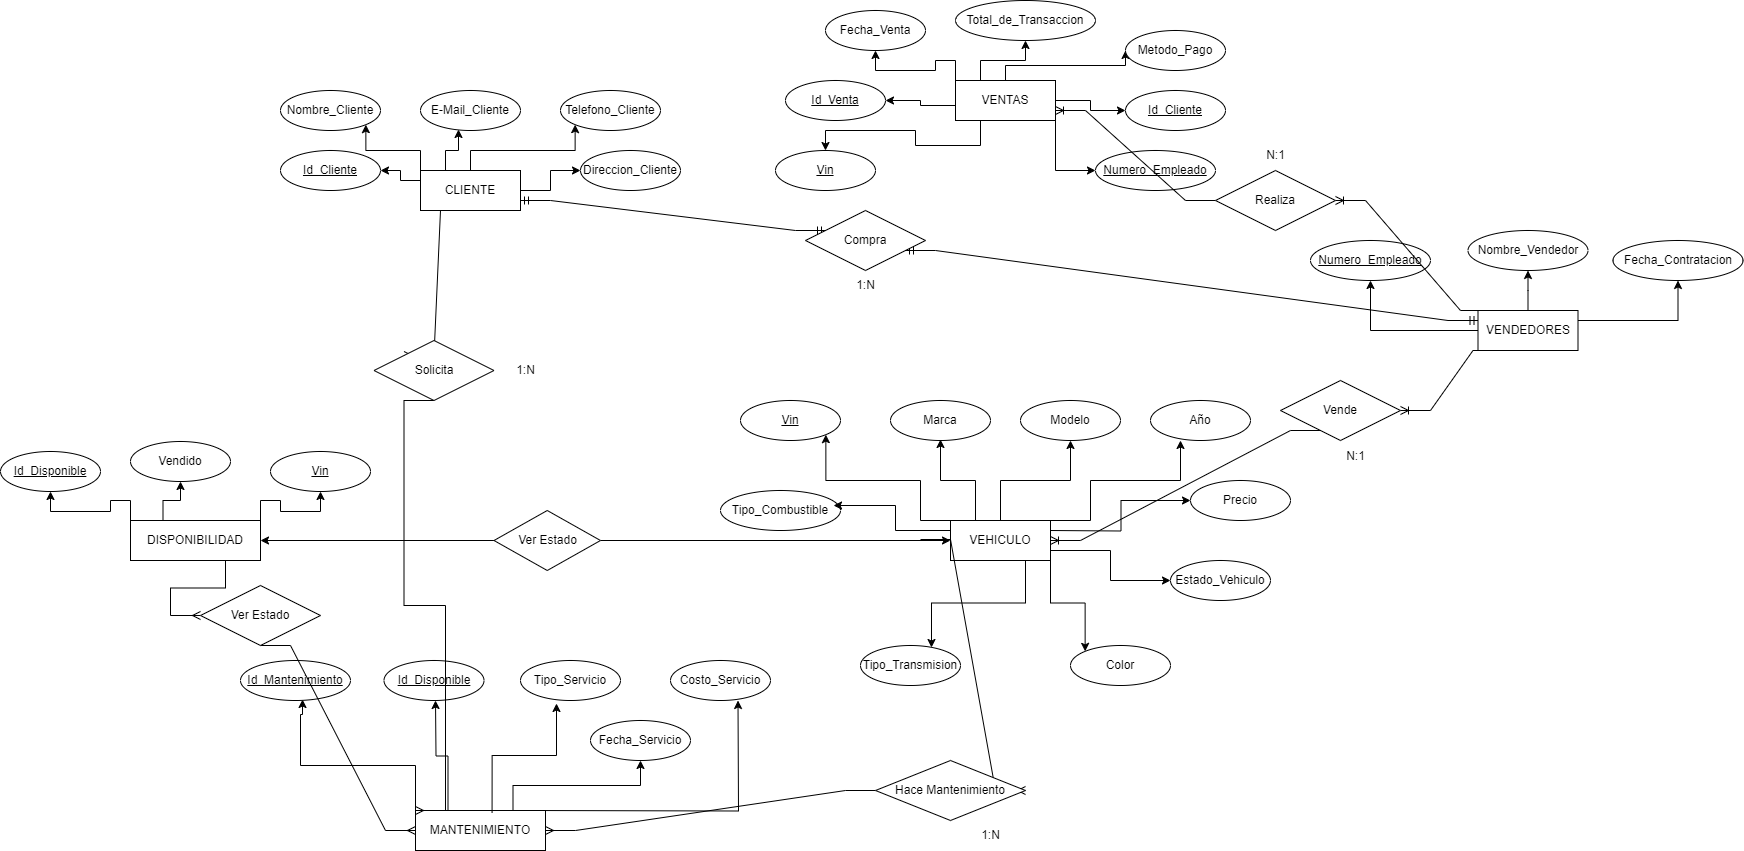 Total_de_Transaccion
Fecha_Venta
Metodo_Pago
Id_Venta
VENTAS
Id_Cliente
Nombre_Cliente
E-Mail_Cliente
Telefono_Cliente
Vin
Numero_Empleado
N:1
Id_Cliente
Direccion_Cliente
CLIENTE
Realiza
Compra
1:N
Numero_Empleado
Nombre_Vendedor
Fecha_Contratacion
VENDEDORES
Solicita
1:N
Vende
N:1
Vin
Marca
Modelo
Año
Id_Disponible
Vendido
Vin
Tipo_Combustible
Precio
DISPONIBILIDAD
Ver Estado
VEHICULO
Estado_Vehiculo
Ver Estado
Tipo_Transmision
Color
Id_Mantenimiento
Id_Disponible
Tipo_Servicio
Costo_Servicio
Fecha_Servicio
Hace Mantenimiento
MANTENIMIENTO
1:N